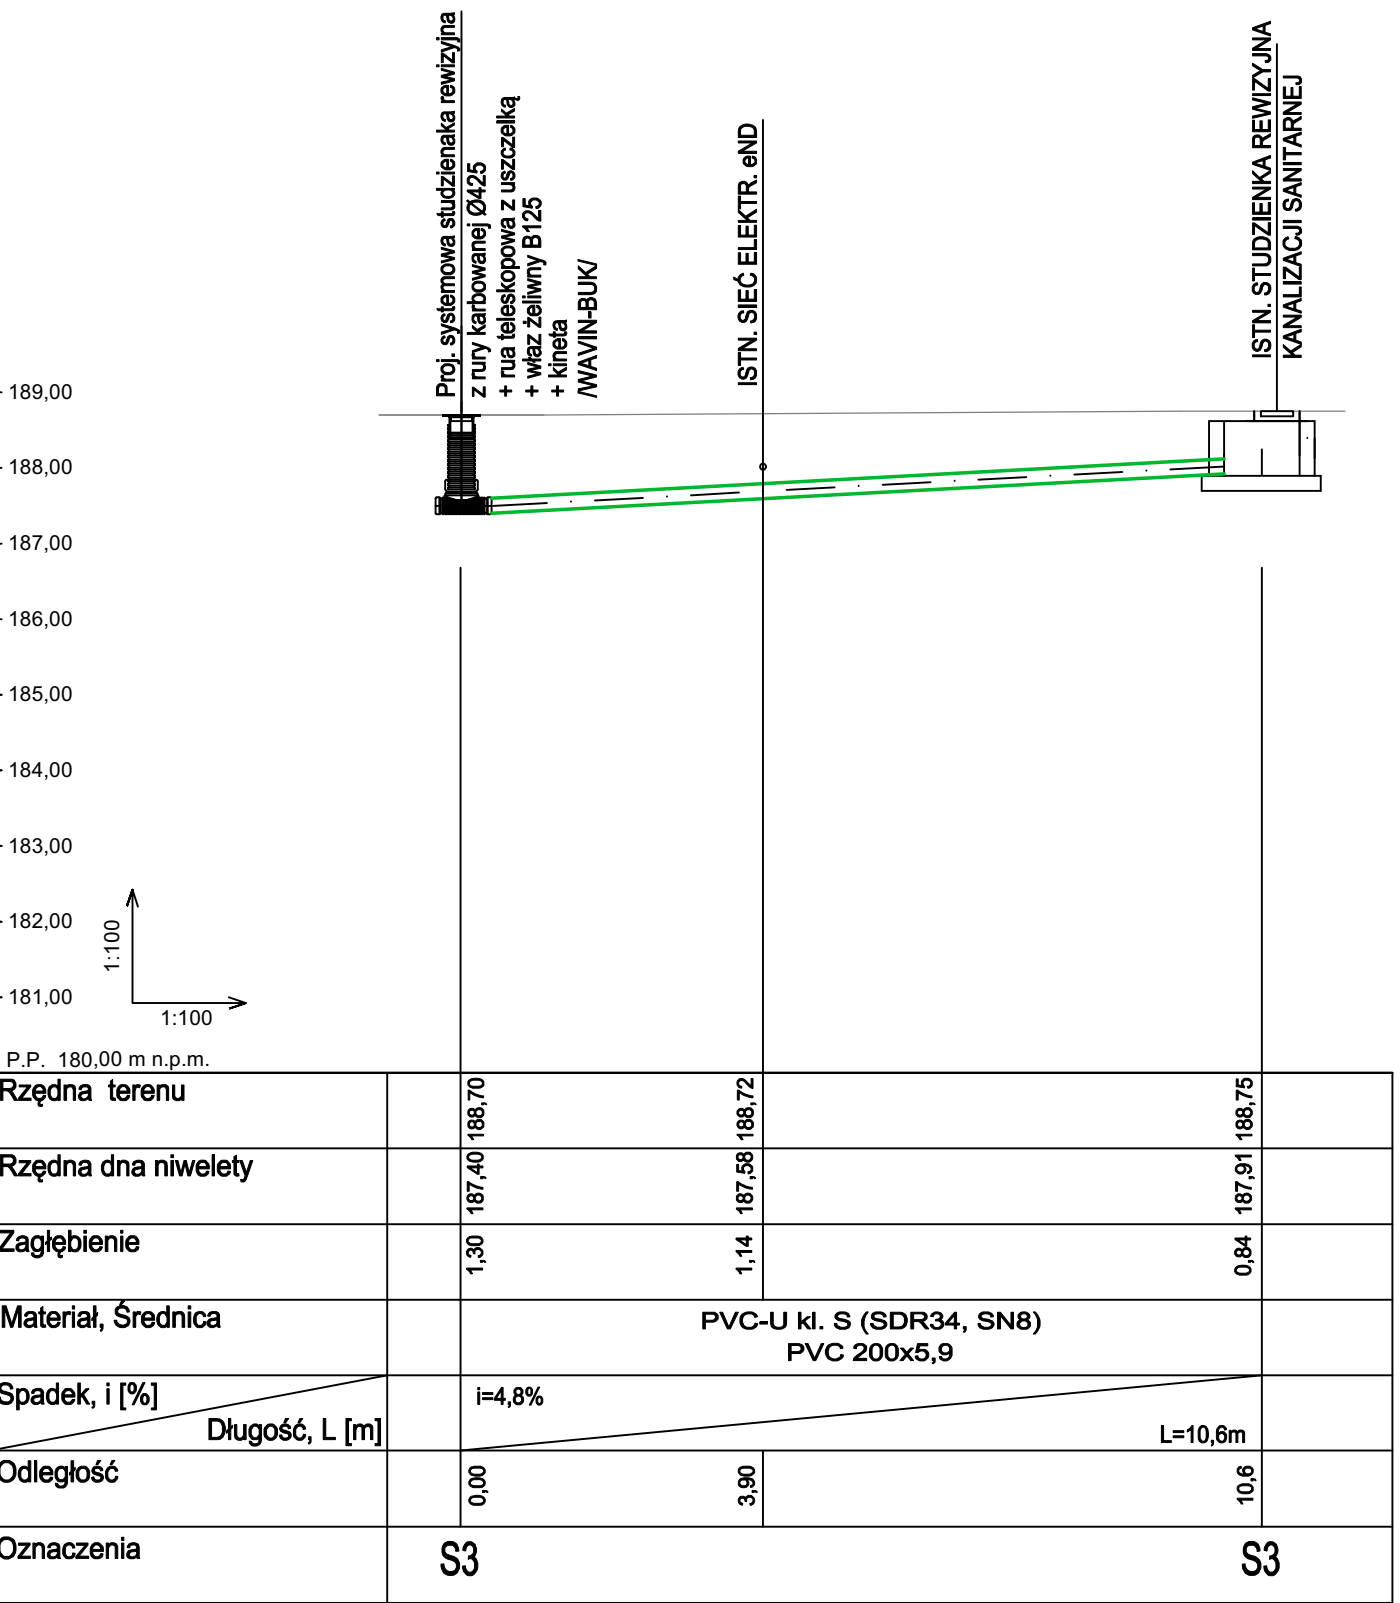 Proj. systemowa studzienaka rewizyjna
z rury karbowanej Ø425
+ rua teleskopowa z uszczelką
+ właz żeliwny B125
+ kineta
/WAVIN-BUK/
ISTN. SIEĆ ELEKTR. eND
ISTN. STUDZIENKA REWIZYJNA
KANALIZACJI SANITARNEJ
189,00
188,00
187,00
186,00
185,00
184,00
183,00
182,00
181,00
1:100
1:100
P.P. 180,00 m n.p.m.
Rzędna terenu
188,70
188,72
188,75
Rzędna dna niwelety
187,40
187,58
187,91
Zagłębienie
1,30
1,14
0,84
Materiał, Średnica
PVC-U kl. S (SDR34, SN8)
PVC 200x5,9
Spadek, i [%]
Długość, L [m]
i=4,8%
L=10,6m
Odległość
0,00
3,90
10,6
Oznaczenia
S3
S3